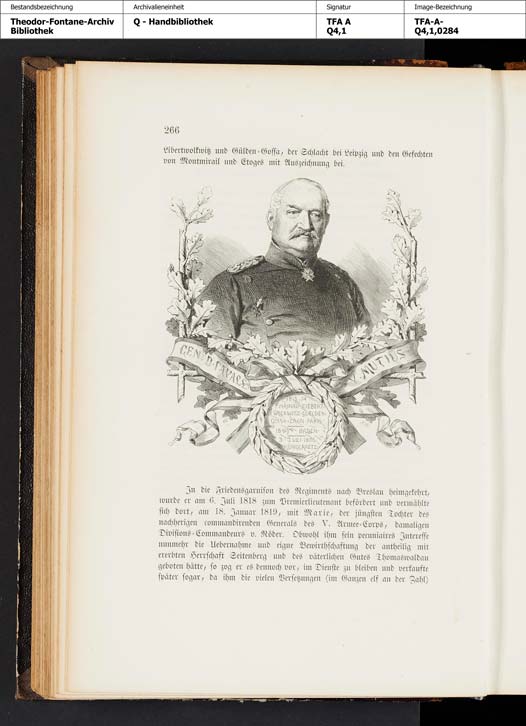 Bestandsbezeichnung
Archivalieneinheit
Signatur
Image-Bezeichnung
Theodor-Fontane-Archiv
Bibliothek
Q - Handbibliothek
TFA A
Q4,1
TFA-A-
Q4,1,0284
266
Libertwolkwitz und Gülden-Gossa, der Schlacht bei Leipzig und den Gefechten
von Montmirail und Etoges mit Auszeichnung bei.
GEN. D. CAVAL.
V. NUTIUS
In die Friedensgarnison des Regiments nach Breslau heimgekehrt,
wurde er am 6. Juli 1818 zum Premierlieutenant befördert und vermählte
sich dort, am 18. Januar 1819, mit Marie, der jüngsten Tochter des
nachherigen commandirenden Generals des V. Armee-Corps, damaligen
Divisions-Commandeurs v. Röder. Obwohl ihm sein pecuniaires Interesse
nunmehr die Uebernahme und eigne Bewirthschaftung der antheilig mit
ererbten Herrschaft Seitenberg und des väterlichen Gutes Thomaswaldau
geboten hätte, so zog er es dennoch vor, im Dienste zu bleiben und verkaufte
später sogar, da ihm die vielen Versetzungen (im Ganzen elf an der Zahl)